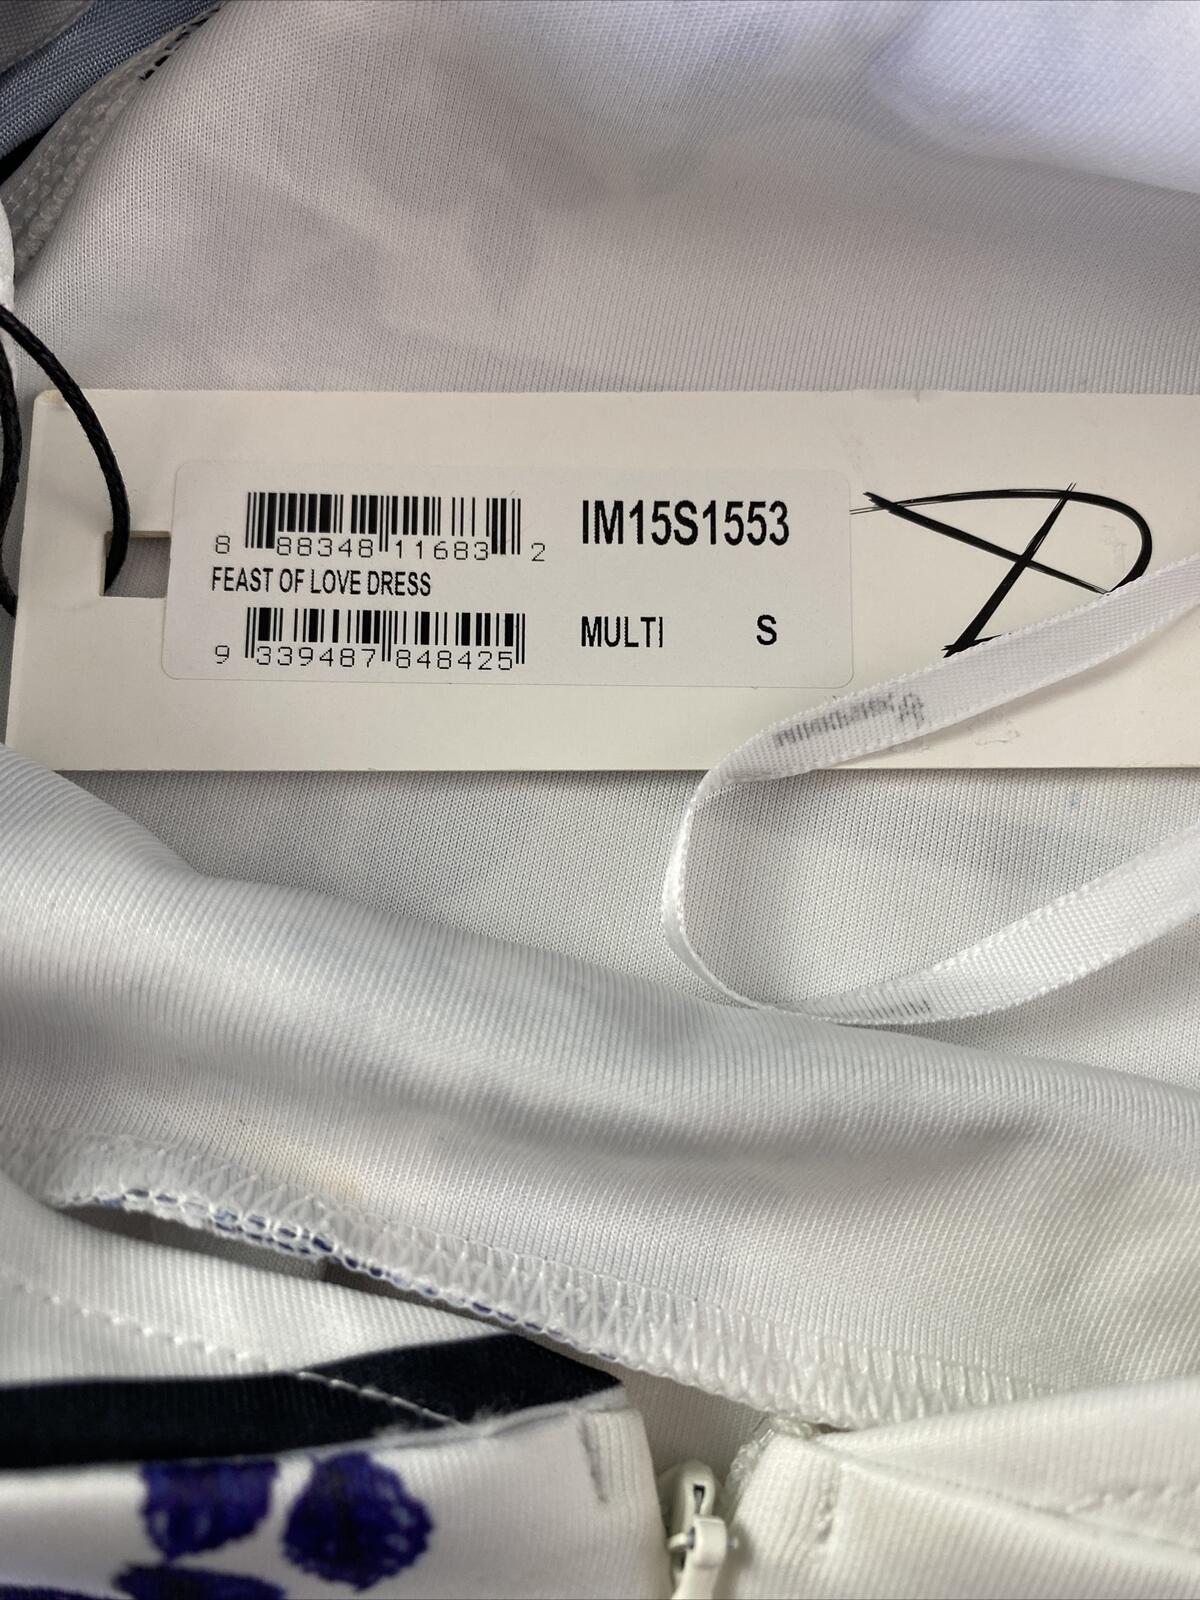 IM15S1553
8 88348 11683 2
FEAST OF LOVE DRESS
MULTI S
9 339487 848425